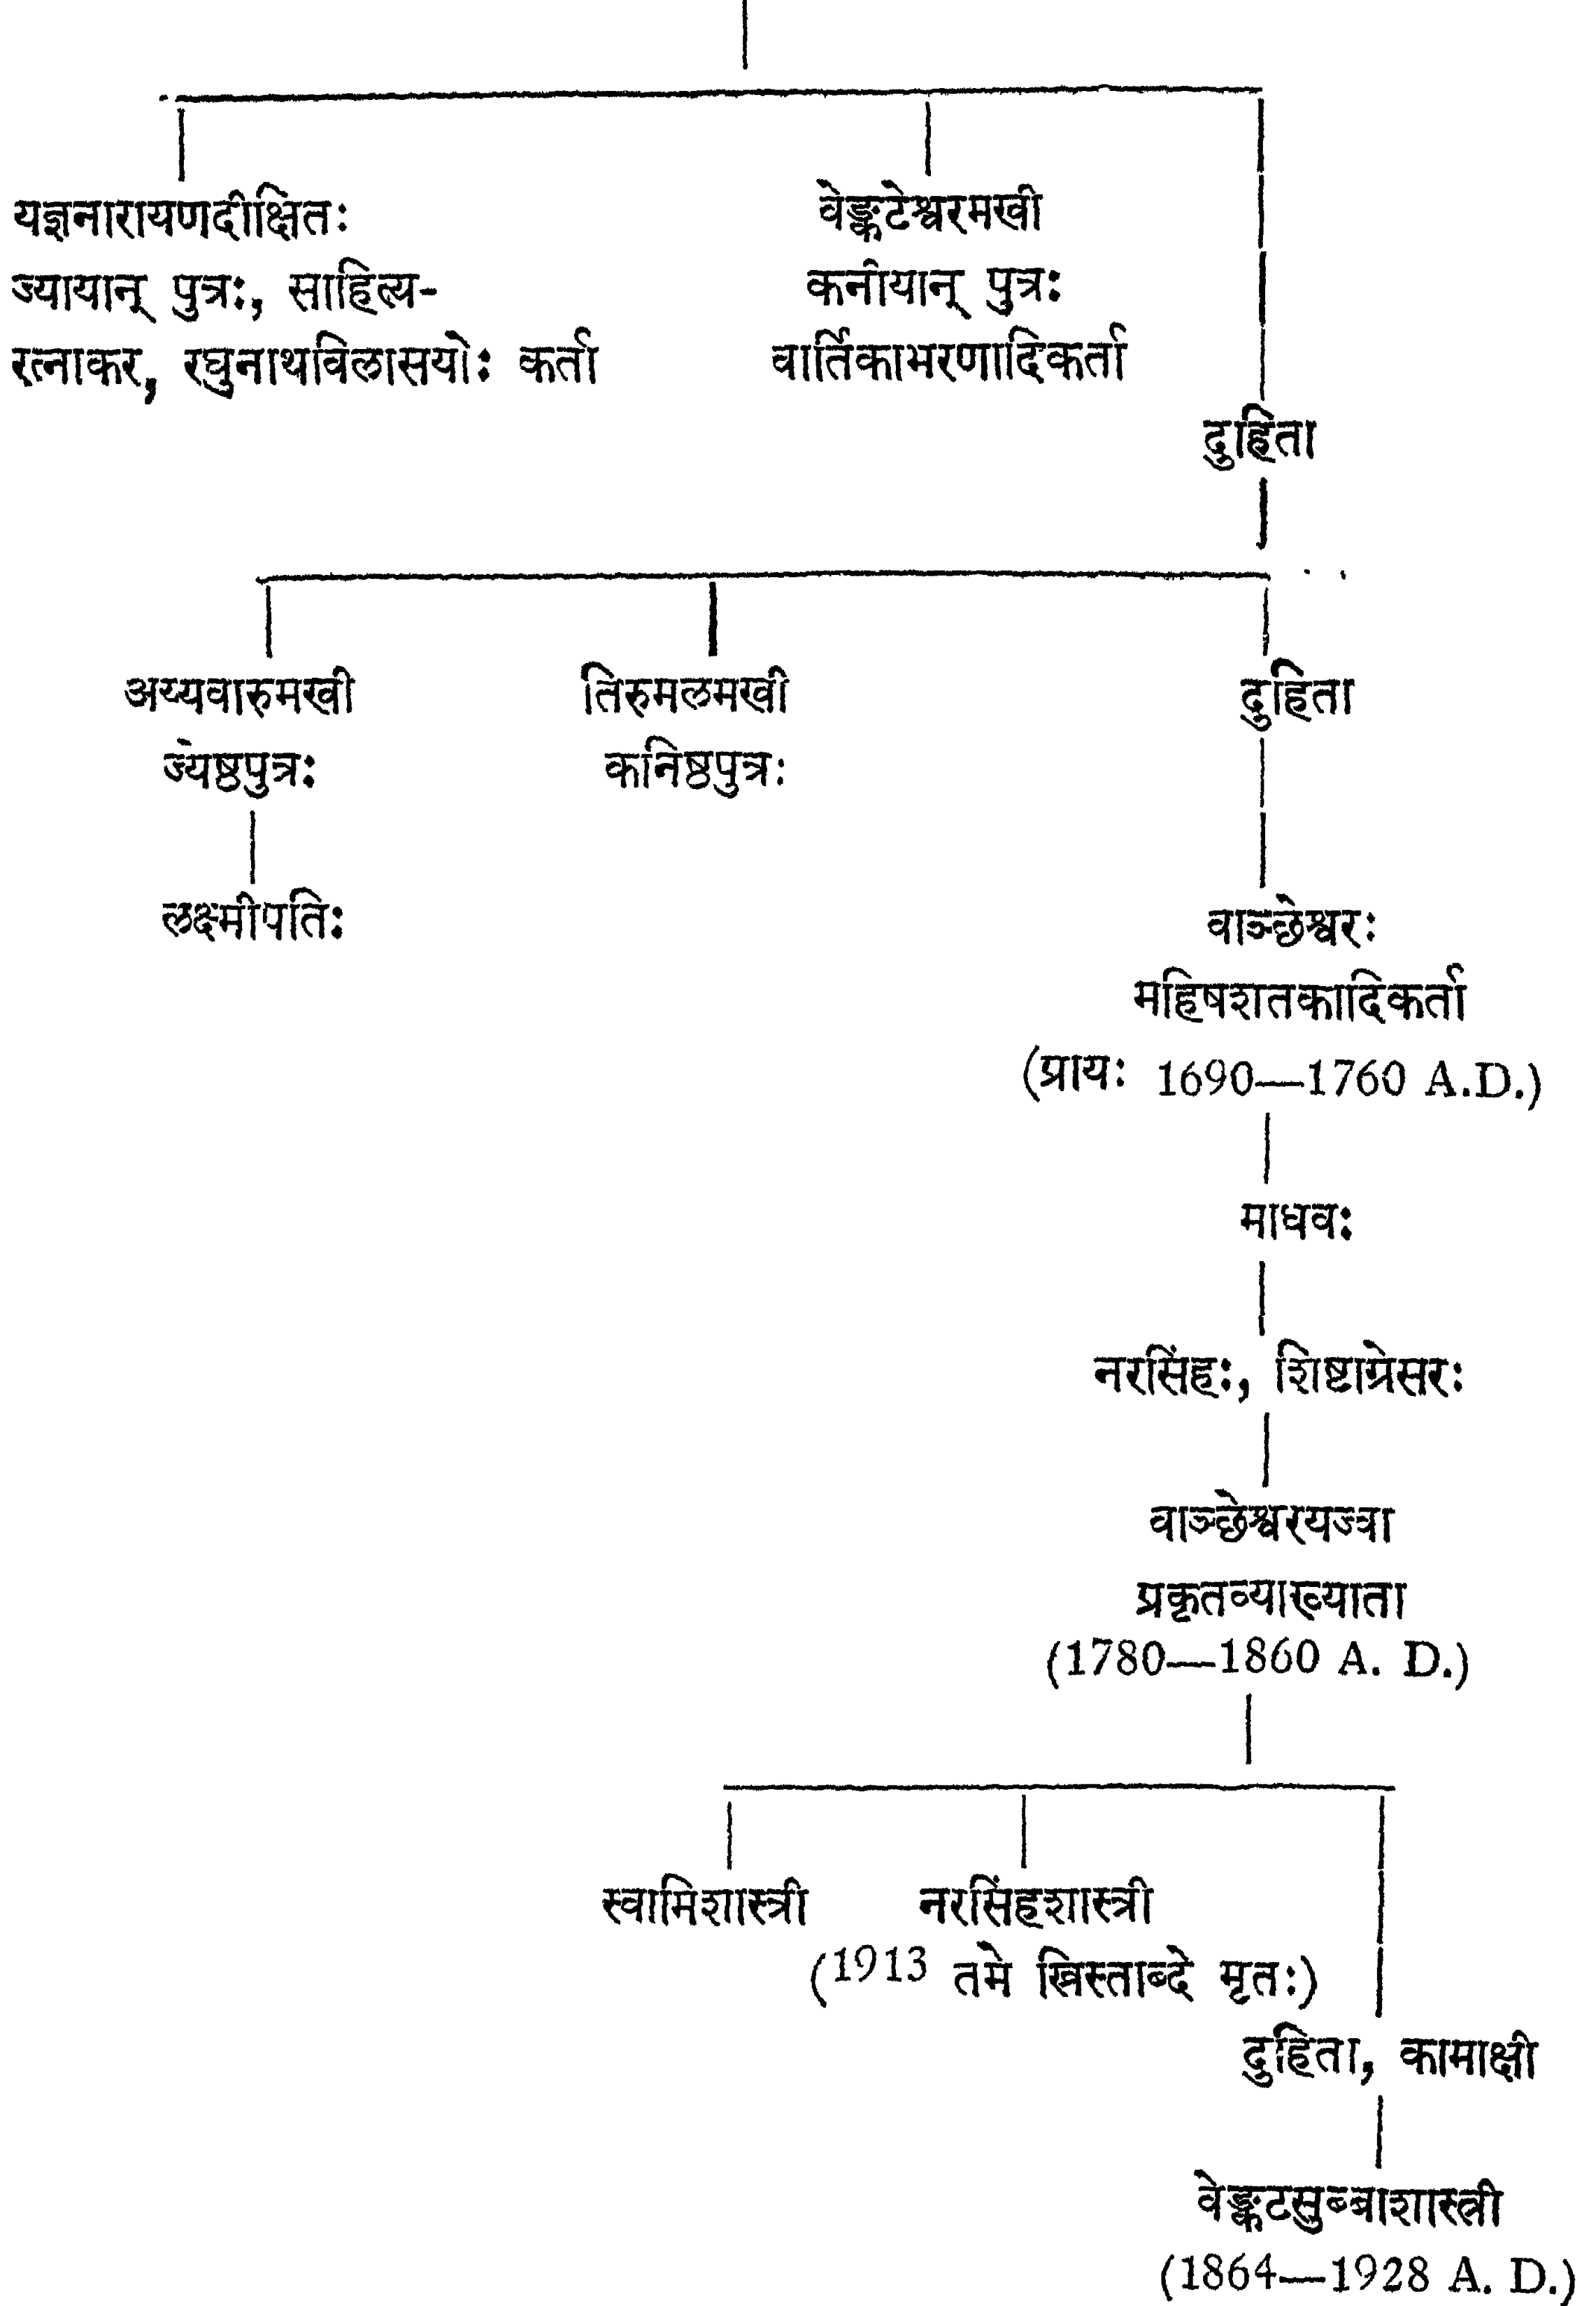 यज्ञनारायणदीक्षितः
ज्यायान् पुत्रः, साहित्य-
रत्नाकर, रघुनाथविलासयोः कर्ता
वेङ्कटेश्वरमखी
कनीयान् पुत्रः
वार्तिकाभरणादिकर्ता
दुहिता
अय्यवारुमखी
ज्येष्ठपुत्रः
तिरुमलमखी
कनिष्ठपुत्रः
दुहिता
लक्ष्मीपतिः
वाञ्छेश्वरः
महिषशतकादिकर्ता
(प्रायः 1690—1760 A.D.)
माधवः
नरसिंहः, शिष्टाग्रेसरः
वाञ्छेश्वरयज्वा
प्रकृतव्याख्याता
(1780—1860 A. D.)
स्वामिशास्त्री
नरसिंहशास्त्री
(1913 तमे ख्रिस्ताब्दे मृतः)
दुहिता, कामाक्षी
वेङ्कटसुब्बाशास्त्री
(1864—1928 A. D.)